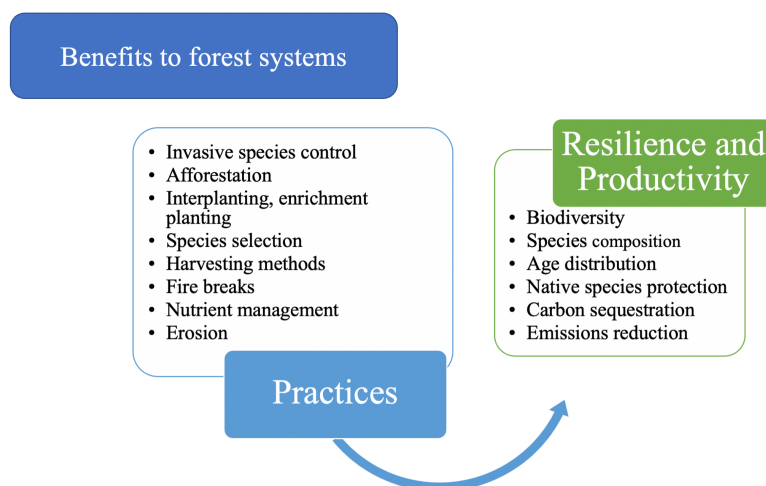 Benefits to forest systems
• Invasive species control
• Afforestation
• Interplanting, enrichment
planting
• Species selection
• Harvesting methods
• Fire breaks
• Nutrient management
• Erosion
Practices
Resilience and
Productivity
• Biodiversity
• Species composition
• Age distribution
• Native species protection
• Carbon sequestration
• Emissions reduction